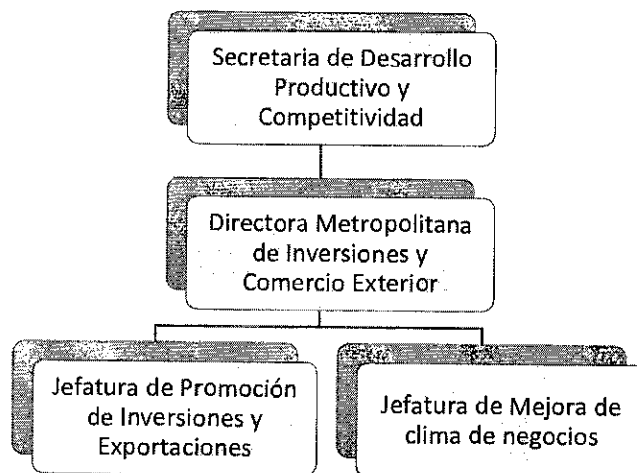 Secretaria de Desarrollo
Productivo y
Competitividad
Directora Metropolitana
de Inversiones y
Comercio Exterior
Jefatura de Promoción
de Inversiones y
Exportaciones
Jefatura de Mejora de
clima de negocios